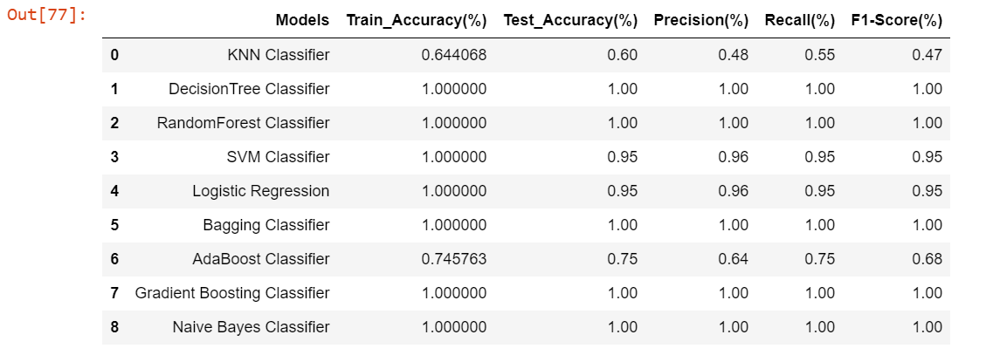 Out[77]:
Models Train_Accuracy(%) Test_Accuracy(%) Precision(%) Recall(%) F1-Score(%)
0 KNN Classifier 0.644068 0.60 0.48 0.55 0.47
1 DecisionTree Classifier 1.000000 1.00 1.00 1.00 1.00
2 RandomForest Classifier 1.000000 1.00 1.00 1.00 1.00
3 SVM Classifier 1.000000 0.95 0.96 0.95 0.95
4 Logistic Regression 1.000000 0.95 0.96 0.95 0.95
5 Bagging Classifier 1.000000 1.00 1.00 1.00 1.00
6 AdaBoost Classifier 0.745763 0.75 0.64 0.75 0.68
7 Gradient Boosting Classifier 1.000000 1.00 1.00 1.00 1.00
8 Naive Bayes Classifier 1.000000 1.00 1.00 1.00 1.00